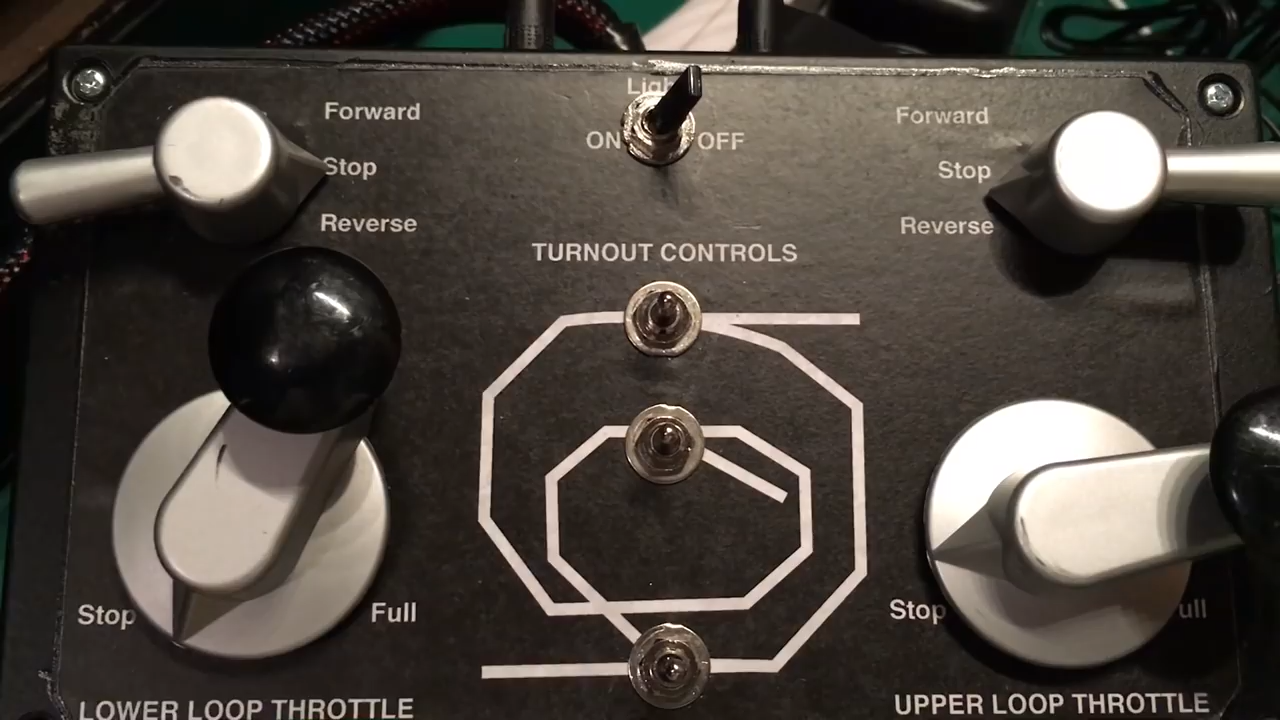 Forward
Stop
Reverse
ON OFF
Forward
Stop
Reverse
TURNOUT CONTROLS
Stop Full
Stop
LOWER LOOP THROTTLE
UPPER LOOP THROTTLE